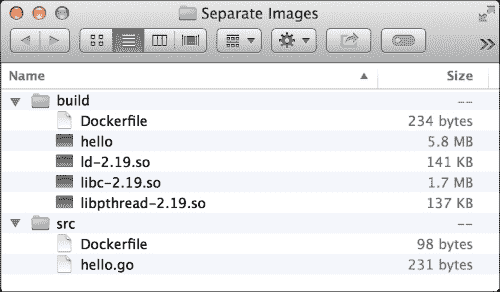 Separate Images
Name Size
build --
Dockerfile 234 bytes
hello 5.8 MB
ld-2.19.so 141 KB
libc-2.19.so 1.7 MB
libpthread-2.19.so 137 KB
src --
Dockerfile 98 bytes
hello.go 231 bytes